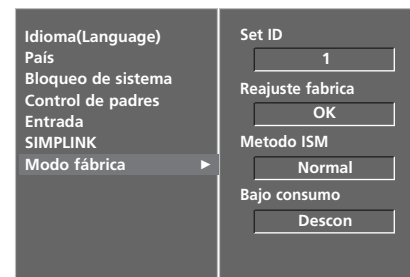 Idioma(Language)
País
Bloqueo de sistema
Control de padres
Entrada
SIMPLINK
Modo fábrica ►
Set ID
1
Reajuste fabrica
OK
Metodo ISM
Normal
Bajo consumo
Descon